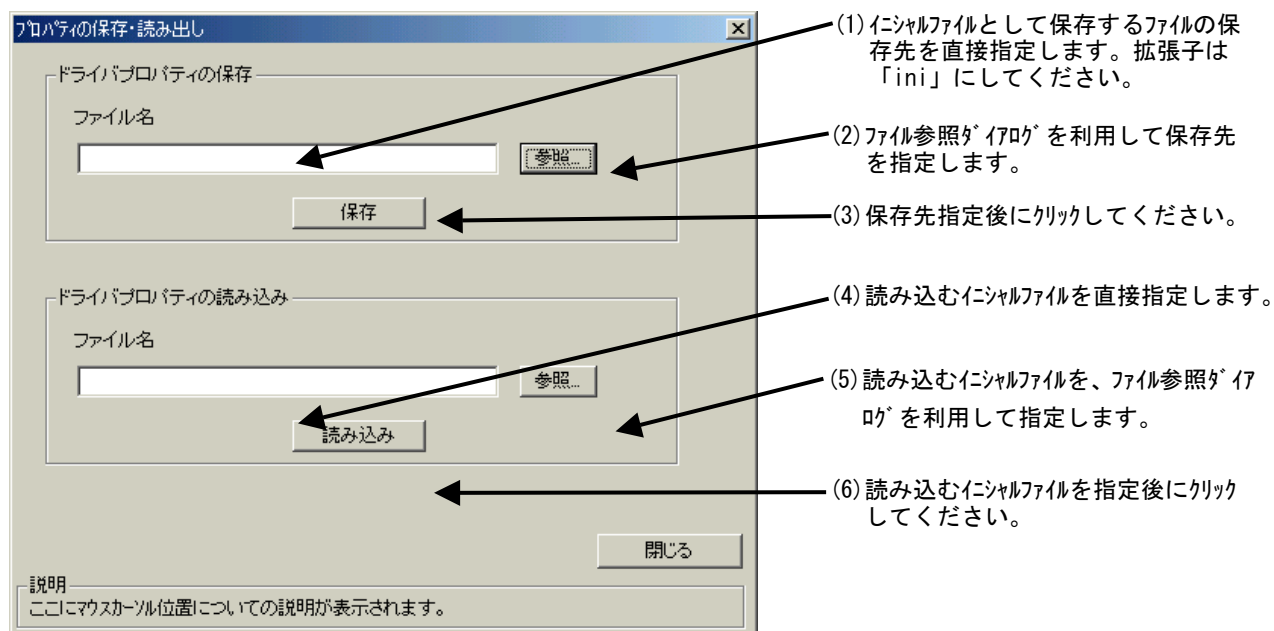 プロパティの保存・読み出し
ドライバプロパティの保存
ファイル名
参照...
保存
ドライバプロパティの読み込み
ファイル名
参照...
読み込み
閉じる
説明
ここにマウスカーソル位置についての説明が表示されます。
(1) ｲﾆｼｬﾙﾌｧｲﾙとして保存するﾌｧｲﾙの保
存先を直接指定します。拡張子は
「ini」にしてください。
(2) ﾌｧｲﾙ参照ﾀﾞｲｱﾛｸﾞを利用して保存先
を指定します。
(3) 保存先指定後にｸﾘｯｸしてください。
(4) 読み込むｲﾆｼｬﾙﾌｧｲﾙを直接指定します。
(5) 読み込むｲﾆｼｬﾙﾌｧｲﾙを、ﾌｧｲﾙ参照ﾀﾞｲｱ
ﾛｸﾞを利用して指定します。
(6) 読み込むｲﾆｼｬﾙﾌｧｲﾙを指定後にｸﾘｯｸ
してください。